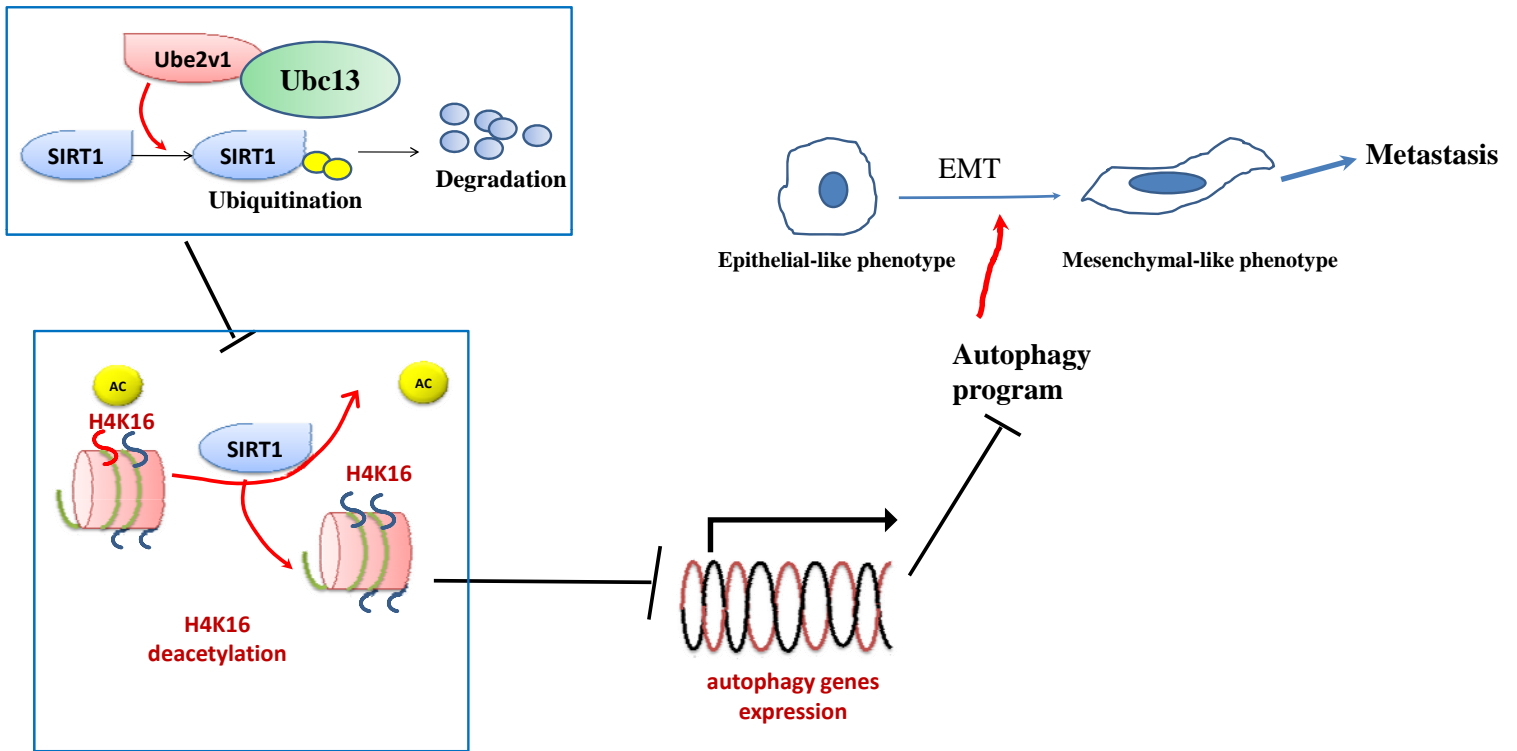 Ube2v1
Ubc13
SIRT1
SIRT1
Ubiquitination
Degradation
EMT
Metastasis
Epithelial-like phenotype
Mesenchymal-like phenotype
AC
H4K16
SIRT1
AC
H4K16
H4K16
deacetylation
autophagy genes
expression
Autophagy
program